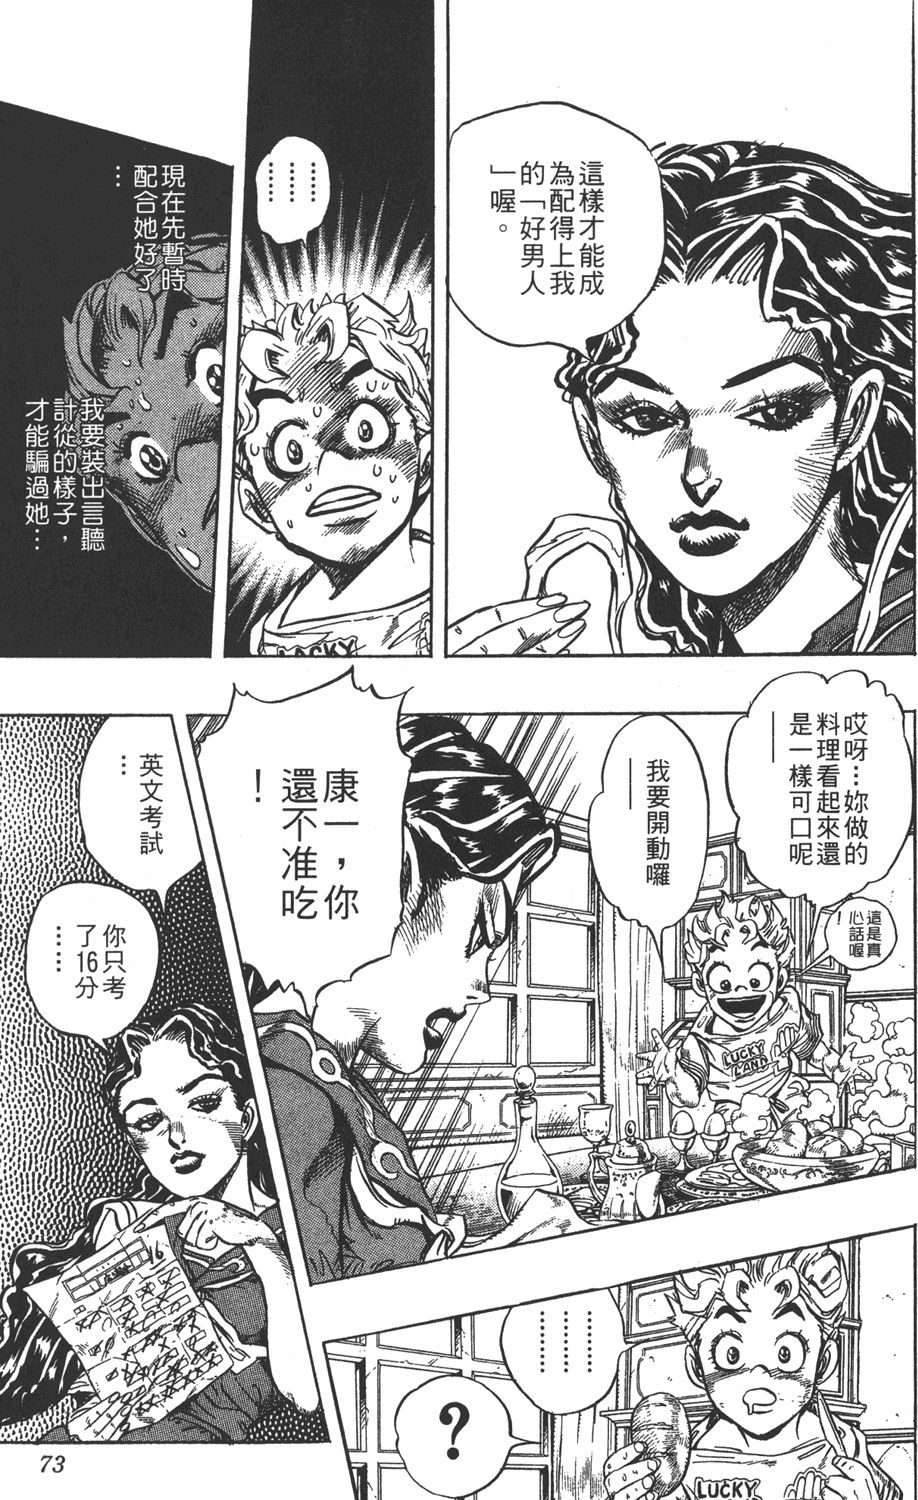 這樣才能成
為配得上我
的「好男人
」喔。
………
………
LUCKY
現在先暫時
配合她好了
…
我要裝出言聽
計從的樣子，
才能騙過她…
哎呀…妳做的
料理看起來還
是一樣可口呢
—
這是真
心話喔
！
我要開動囉
—
LUCKY
LAND
康一，你
還不准吃
！
………
………
？
LUCKY
英文考試
…
你只考
了16分
……
16
73